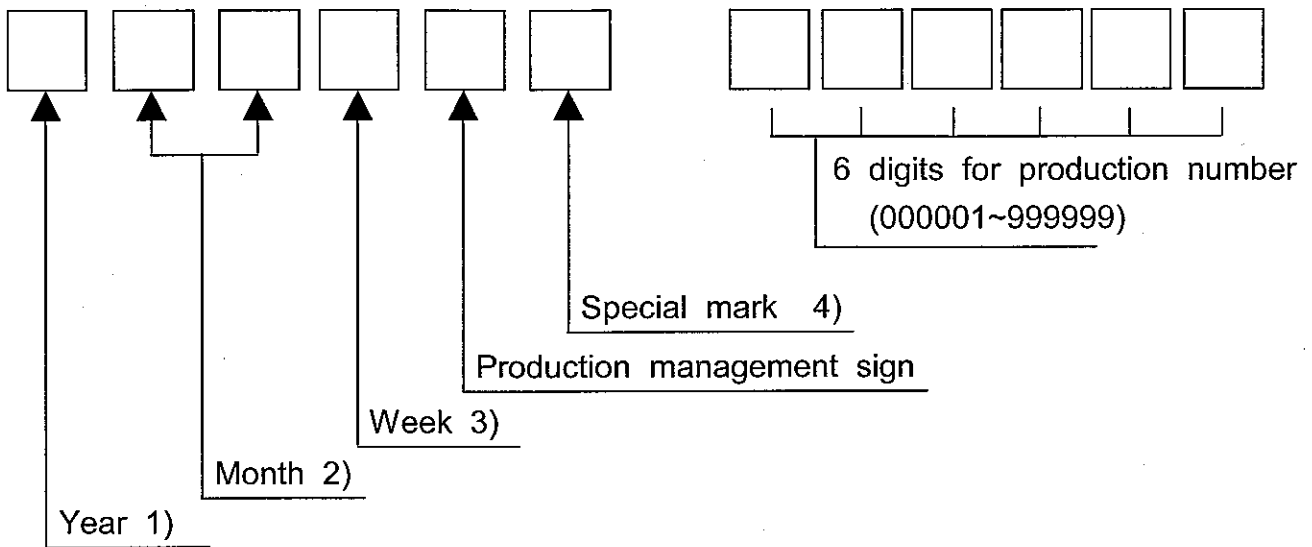 6 digits for production number
(000001~999999)
Special mark 4)
Production management sign
Week 3)
Month 2)
Year 1)